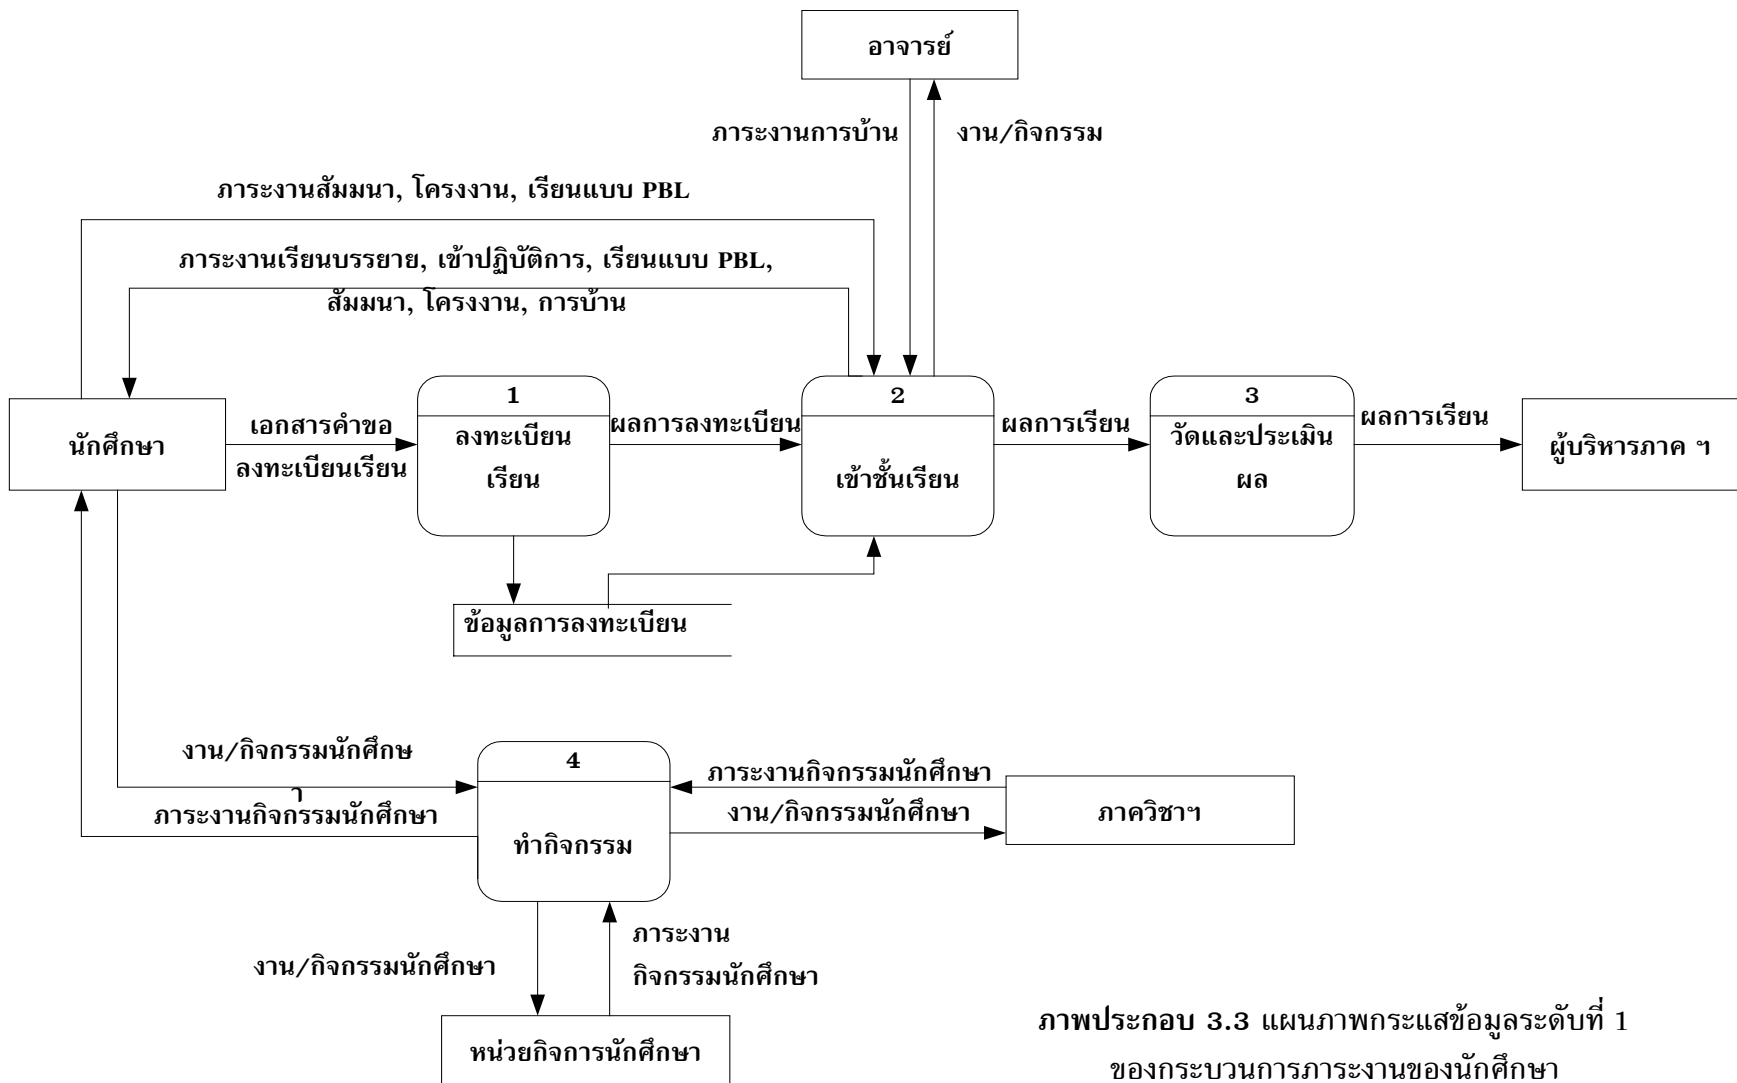 อาจารย์
ภาระงานการบ้าน
งาน/กิจกรรม
ภาระงานสัมมนา, โครงงาน, เรียนแบบ PBL
ภาระงานเรียนบรรยาย, เข้าปฏิบัติการ, เรียนแบบ PBL,
สัมมนา, โครงงาน, การบ้าน
นักศึกษา
เอกสารคำขอ
ลงทะเบียนเรียน
1
ลงทะเบียน
เรียน
ผลการลงทะเบียน
2
เข้าชั้นเรียน
ผลการเรียน
3
วัดและประเมิน
ผล
ผลการเรียน
ผู้บริหารภาค ฯ
ข้อมูลการลงทะเบียน
งาน/กิจกรรมนักศึกษ
า
ภาระงานกิจกรรมนักศึกษา
4
ทำกิจกรรม
ภาระงานกิจกรรมนักศึกษา
งาน/กิจกรรมนักศึกษา
ภาควิชาฯ
งาน/กิจกรรมนักศึกษา
ภาระงาน
กิจกรรมนักศึกษา
หน่วยกิจการนักศึกษา
ภาพประกอบ 3.3 แผนภาพกระแสข้อมูลระดับที่ 1
ของกระบวนการภาระงานของนักศึกษา